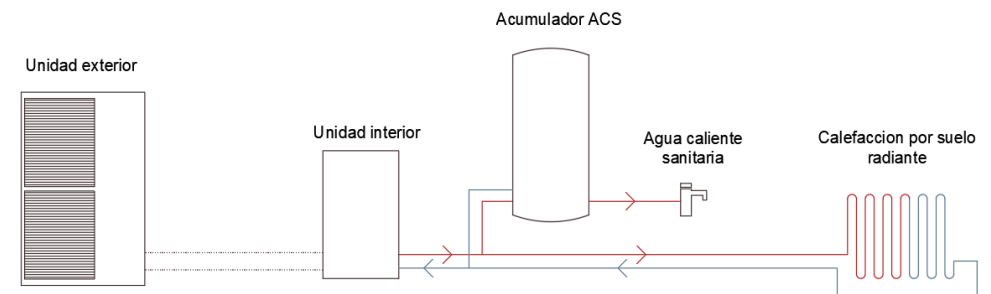 Acumulador ACS
Unidad exterior
Unidad interior
Agua caliente
sanitaria
Calefaccion por suelo
radiante